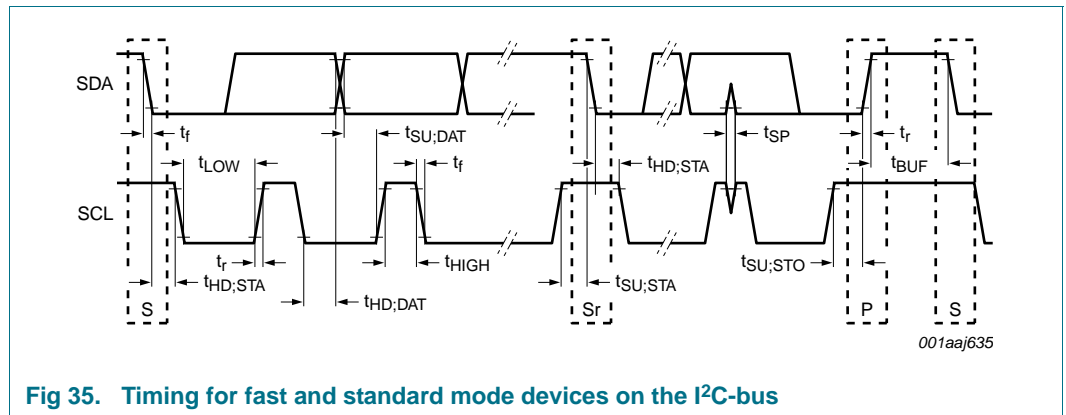 SDA
t_f
t_SU;DAT
t_SP
t_r
t_LOW
t_f
t_HD;STA
t_BUF
SCL
t_r
t_HIGH
t_SU;STO
t_HD;STA
t_SU;STA
t_HD;DAT
S
Sr
P
S
001aaj635
Fig 35. Timing for fast and standard mode devices on the I²C-bus